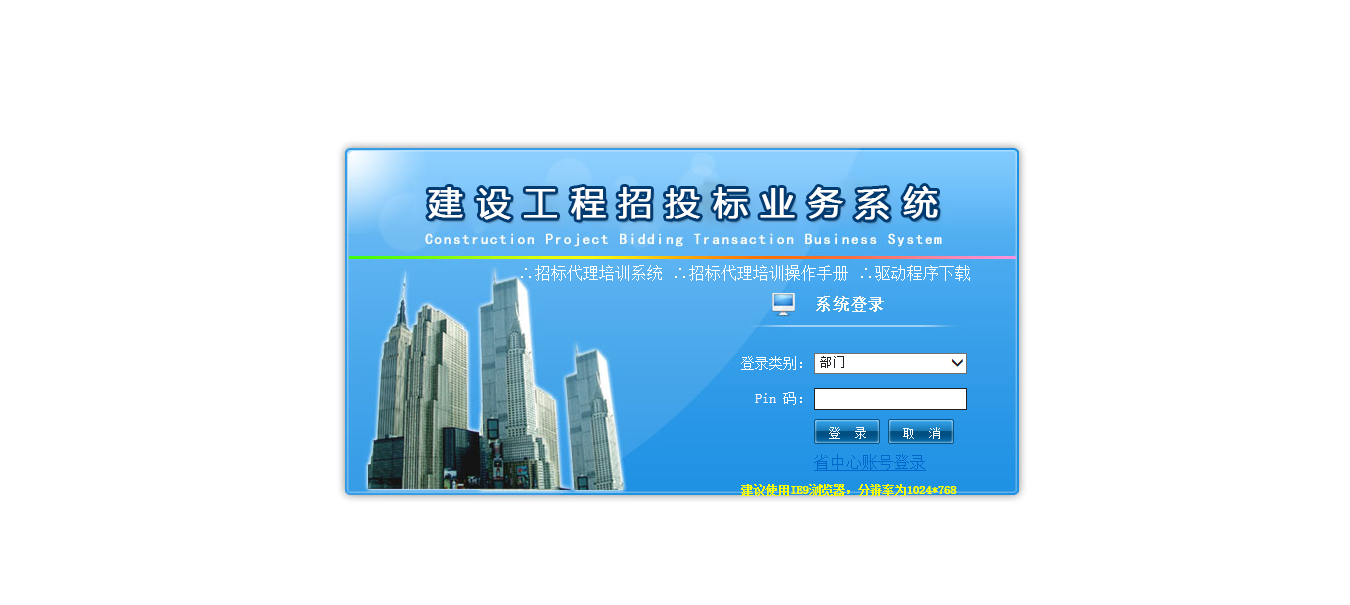 建设工程招投标业务系统
Construction Project Bidding Transaction Business System
∴招标代理培训系统 ∴招标代理培训操作手册 ∴驱动程序下载
系统登录
登录类别： 部门
Pin 码：
登 录 取 消
省中心账号登录
建议使用IE9浏览器，分辨率为1024*768